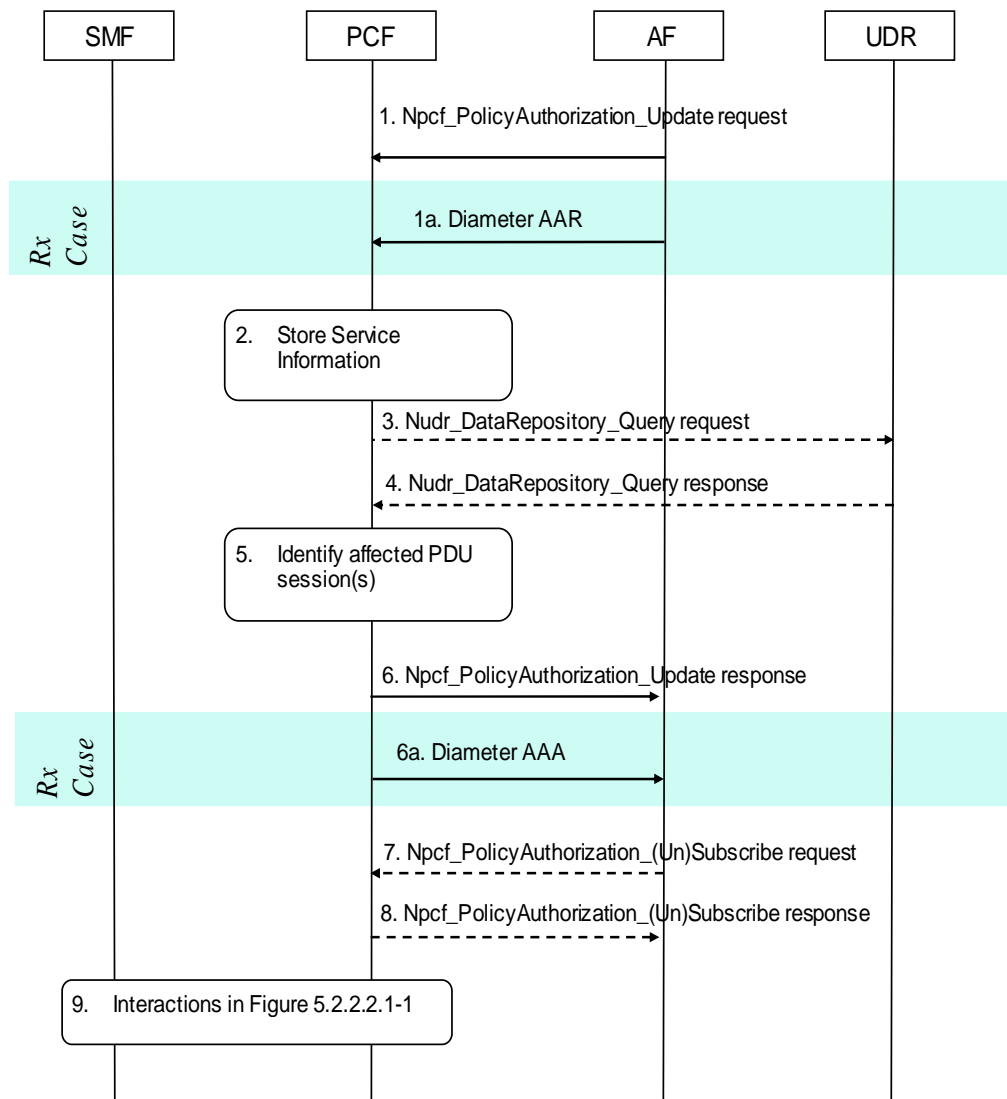 SMF
PCF
AF
UDR
1. Npcf_PolicyAuthorization_Update request
Rx
Case
1a. Diameter AAR
2. Store Service
Information
3. Nudr_DataRepository_Query request
4. Nudr_DataRepository_Query response
5. Identify affected PDU
session(s)
6. Npcf_PolicyAuthorization_Update response
Rx
Case
6a. Diameter AAA
7. Npcf_PolicyAuthorization_(Un)Subscribe request
8. Npcf_PolicyAuthorization_(Un)Subscribe response
9. Interactions in Figure 5.2.2.2.1-1